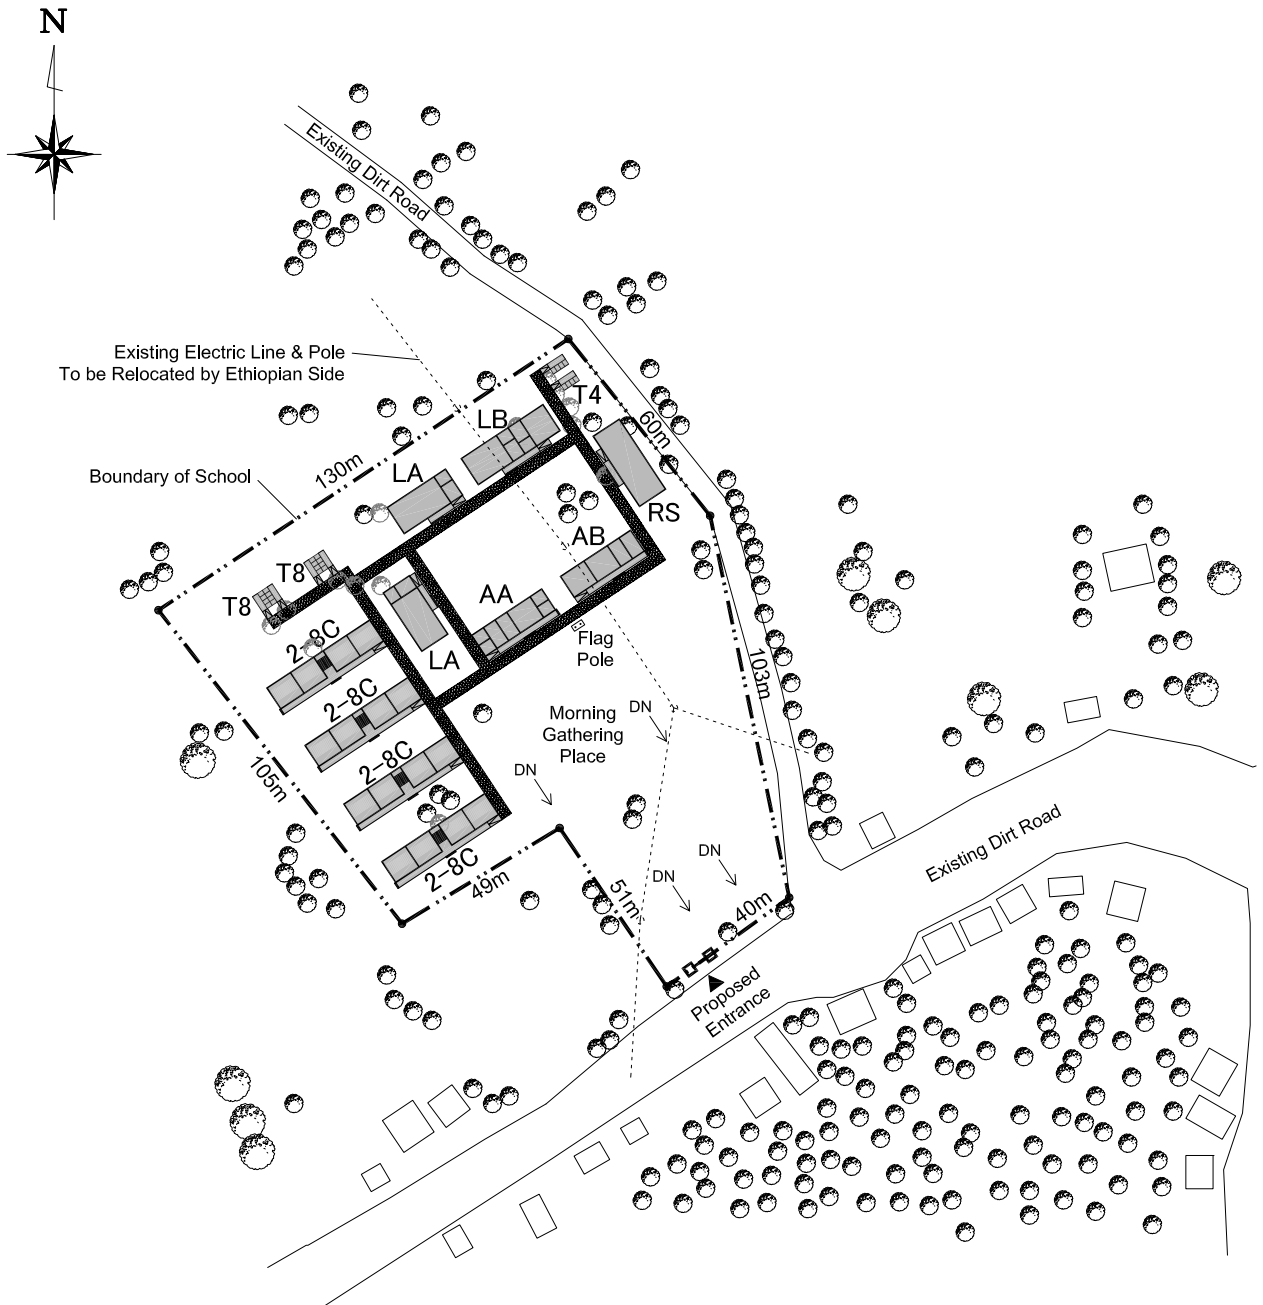 N
Existing Dirt Road
Existing Electric Line & Pole
To be Relocated by Ethiopian Side
T4
LB
60m
130m
LA
Boundary of School
RS
AB
T8
AA
T8
2-8C
Flag
Pole
LA
103m
2-8C
Morning
Gathering
Place
DN
2-8C
105m
DN
Existing Dirt Road
DN
2-8C
DN
49m
51m
40m
Proposed
Entrance